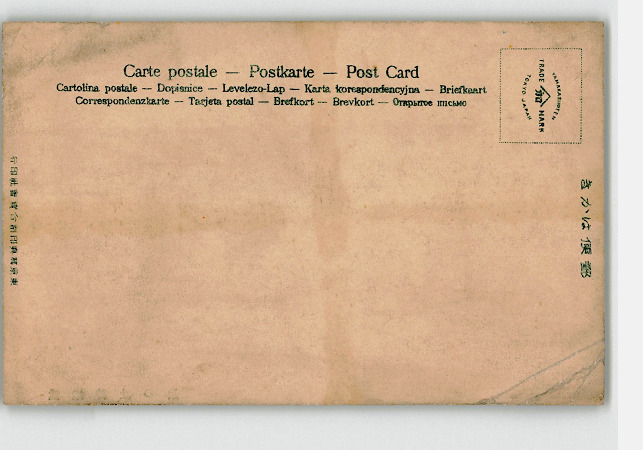 Carte postale — Postkarte — Post Card
Cartolina postale — Dopisnice — Levelezo-Lap — Karta korespondencyjna — Briefkaart
Correspondenzkarte — Tarjeta postal — Brefkort — Brevkort — Открытое письмо
TRADE MARK
TOKYO JAPAN
きかは便郵